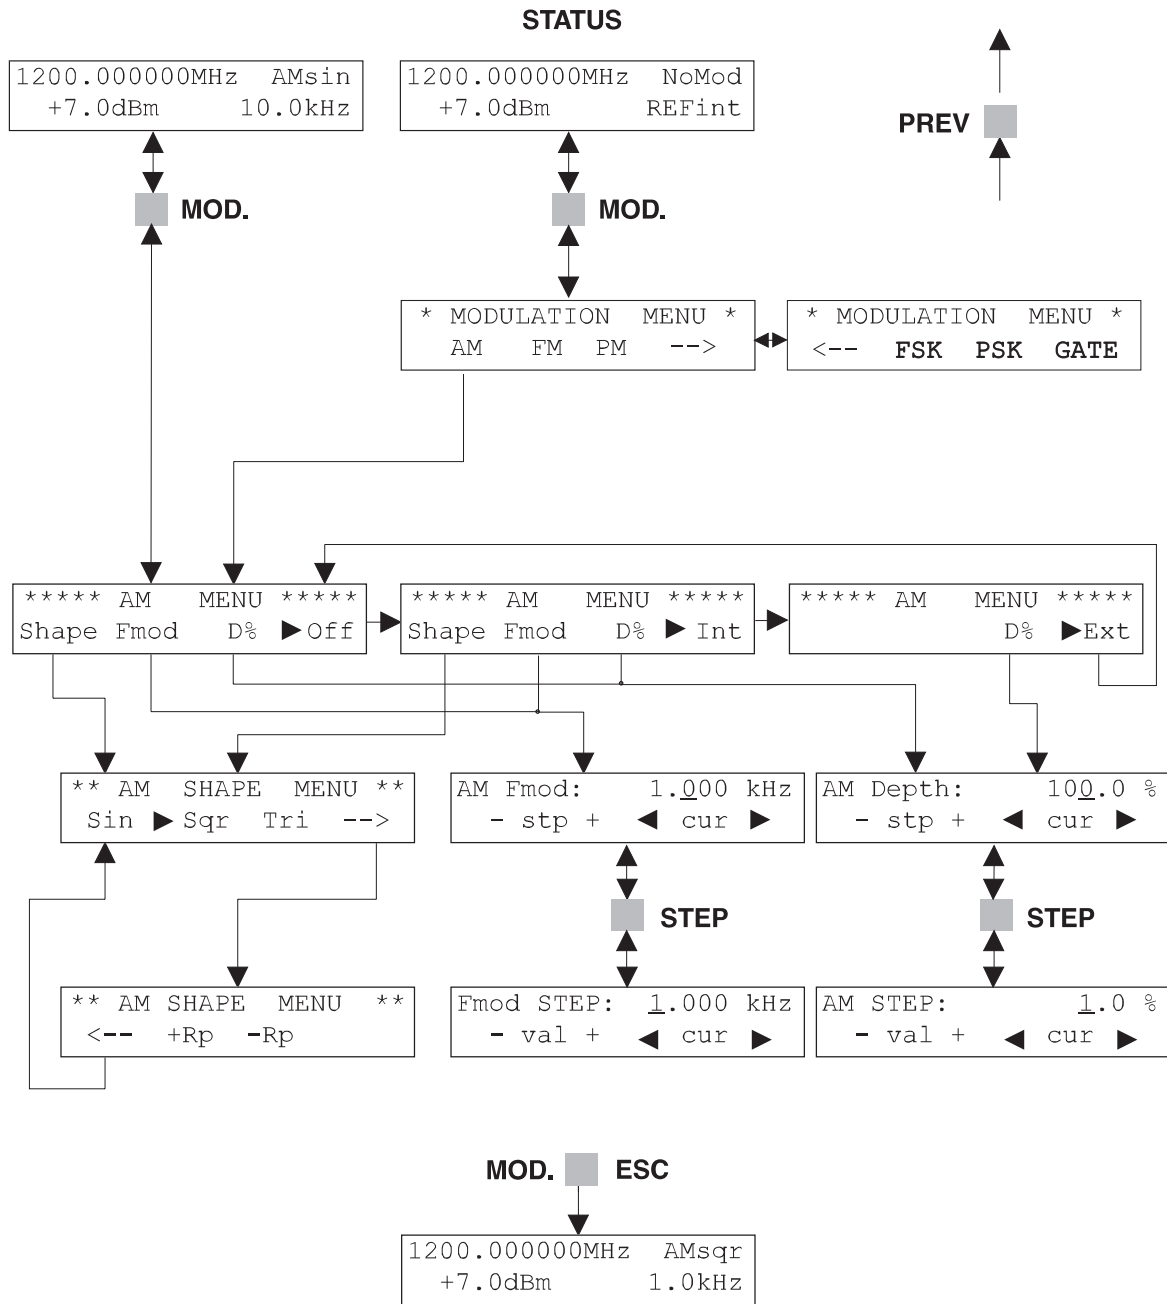 STATUS
1200.000000MHz AMsin
+7.0dBm 10.0kHz
1200.000000MHz NoMod
+7.0dBm REFint
PREV
MOD.
MOD.
* MODULATION MENU *
AM FM PM -->
* MODULATION MENU *
<-- FSK PSK GATE
***** AM MENU *****
Shape Fmod D% ▶Off
***** AM MENU *****
Shape Fmod D% ▶ Int
***** AM MENU *****
D% ▶Ext
** AM SHAPE MENU **
Sin ▶ Sqr Tri -->
AM Fmod: 1.000 kHz
- stp + ◀ cur ▶
AM Depth: 100.0 %
- stp + ◀ cur ▶
STEP
STEP
** AM SHAPE MENU **
<-- +Rp -Rp
Fmod STEP: 1.000 kHz
- val + ◀ cur ▶
AM STEP: 1.0 %
- val + ◀ cur ▶
MOD. ESC
1200.000000MHz AMsqr
+7.0dBm 1.0kHz